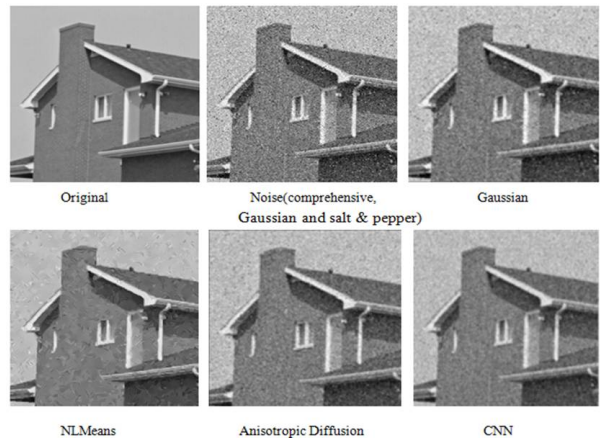 Original
Noise(comprehensive,
Gaussian and salt & pepper)
Gaussian
NLMeans
Anisotropic Diffusion
CNN